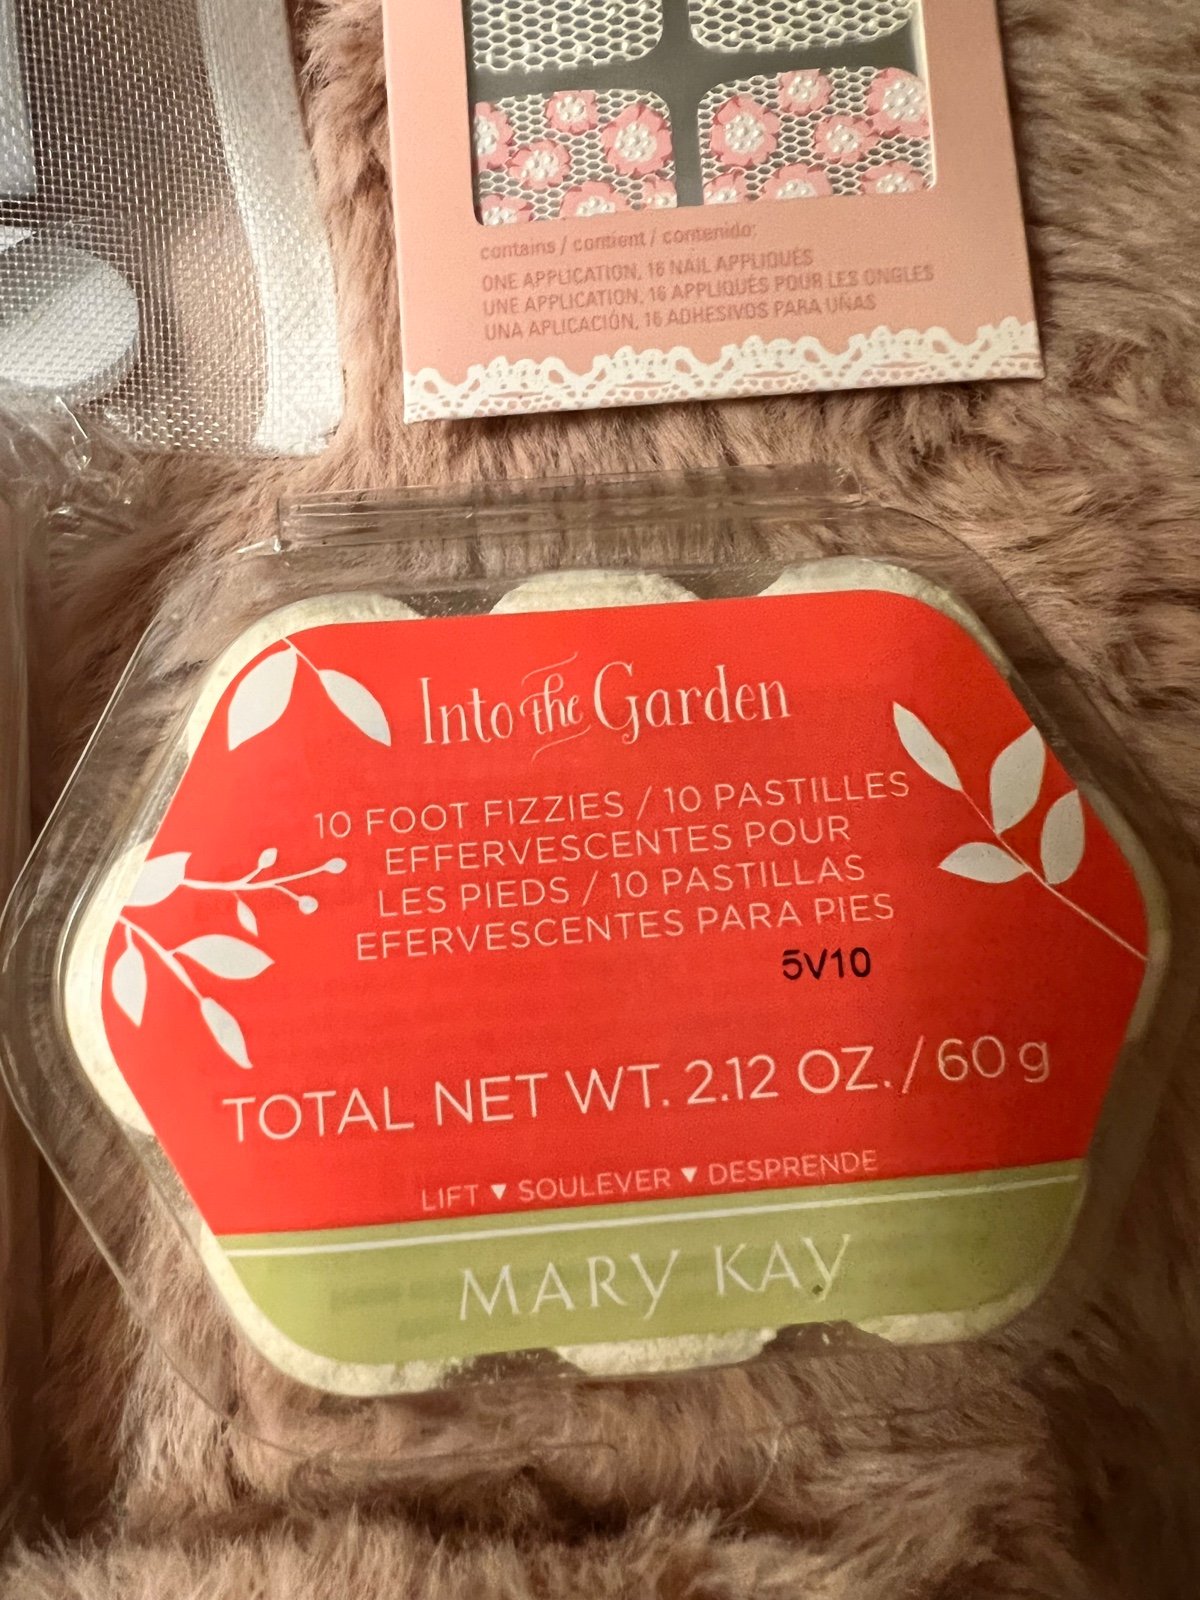 contains / contient / contenido:
ONE APPLICATION, 16 NAIL APPLIQUÉS
UNE APPLICATION, 16 APPLIQUES POUR LES ONGLES
UNA APLICACIÓN, 16 ADHESIVOS PARA UÑAS
Into the Garden
10 FOOT FIZZIES / 10 PASTILLES
EFFERVESCENTES POUR
LES PIEDS / 10 PASTILLAS
EFERVESCENTES PARA PIES
5V10
TOTAL NET WT. 2.12 OZ. / 60 g
LIFT ▼ SOULEVER ▼ DESPRENDE
MARY KAY